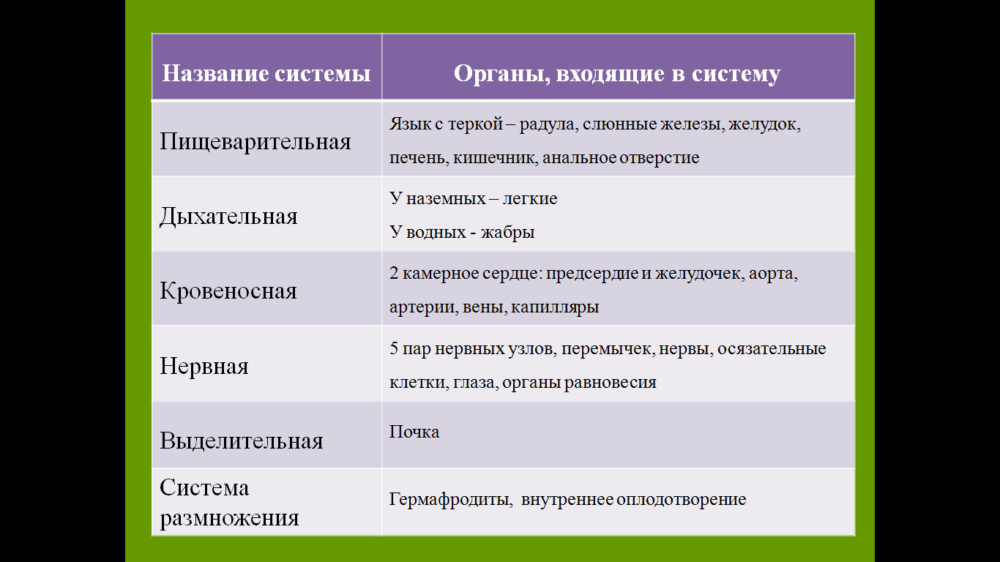 Название системы
Органы, входящие в систему
Пищеварительная
Язык с теркой – радула, слюнные железы, желудок,
печень, кишечник, анальное отверстие
Дыхательная
У наземных – легкие
У водных - жабры
Кровеносная
2 камерное сердце: предсердие и желудочек, аорта,
артерии, вены, капилляры
Нервная
5 пар нервных узлов, перемычек, нервы, осязательные
клетки, глаза, органы равновесия
Выделительная
Почка
Система
размножения
Гермафродиты, внутреннее оплодотворение